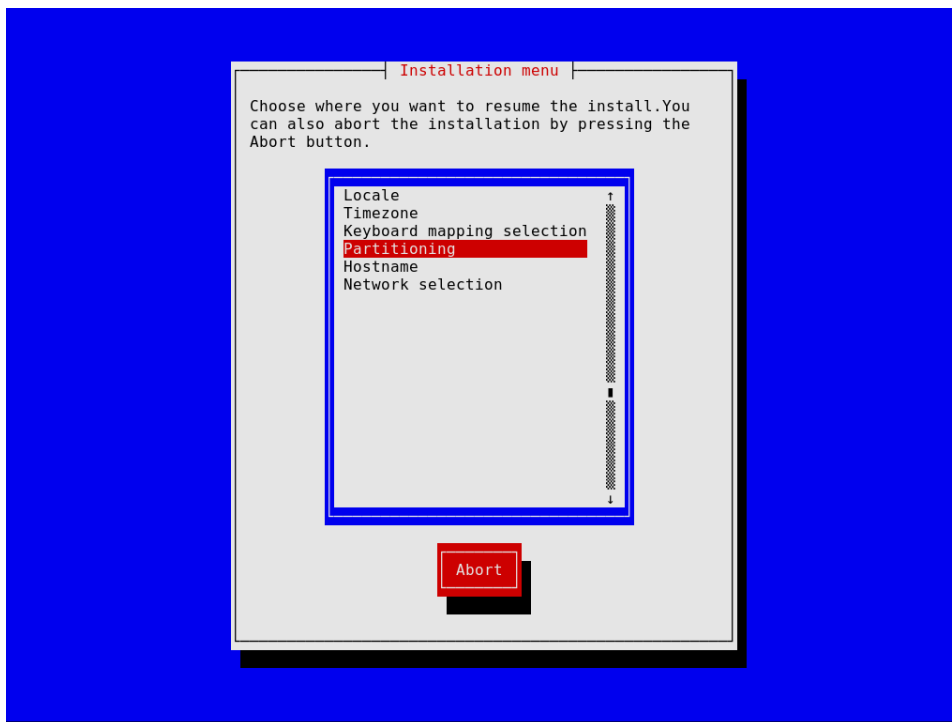 Installation menu
Choose where you want to resume the install.You
can also abort the installation by pressing the
Abort button.
Locale
Timezone
Keyboard mapping selection
Partitioning
Hostname
Network selection
Abort